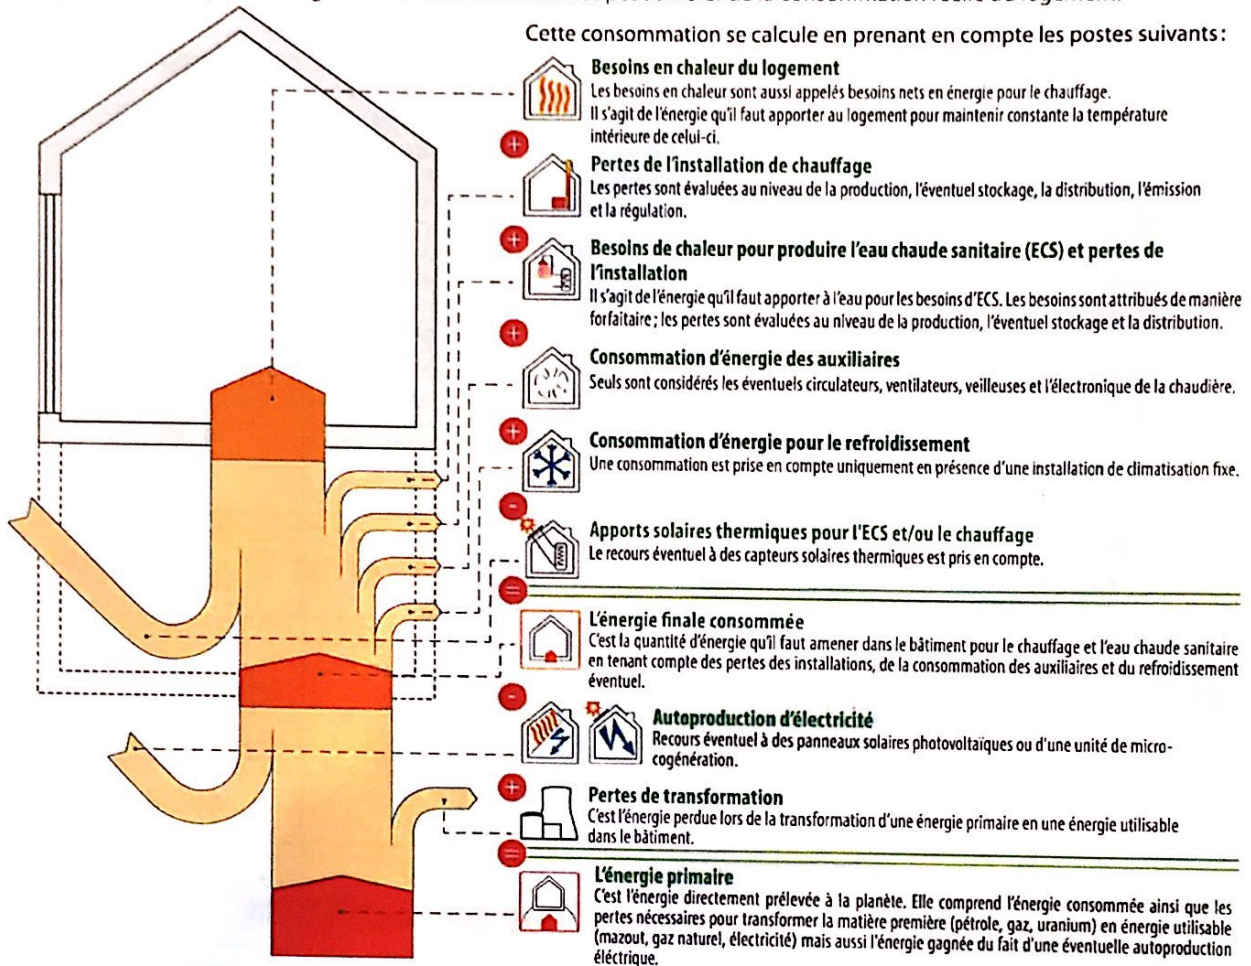 Cette consommation se calcule en prenant en compte les postes suivants :
Besoins en chaleur du logement
Les besoins en chaleur sont aussi appelés besoins nets en énergie pour le chauffage.
Il s'agit de l'énergie qu'il faut apporter au logement pour maintenir constante la température
intérieure de celui-ci.
+
Pertes de l'installation de chauffage
Les pertes sont évaluées au niveau de la production, l'éventuel stockage, la distribution, l'émission
et la régulation.
+
Besoins de chaleur pour produire l'eau chaude sanitaire (ECS) et pertes de
l'installation
Il s'agit de l'énergie qu'il faut apporter à l'eau pour les besoins d'ECS. Les besoins sont attribués de manière
forfaitaire ; les pertes sont évaluées au niveau de la production, l'éventuel stockage et la distribution.
+
Consommation d'énergie des auxiliaires
Seuls sont considérés les éventuels circulateurs, ventilateurs, veilleuses et l'électronique de la chaudière.
+
Consommation d'énergie pour le refroidissement
Une consommation est prise en compte uniquement en présence d'une installation de climatisation fixe.
-
Apports solaires thermiques pour l'ECS et/ou le chauffage
Le recours éventuel à des capteurs solaires thermiques est pris en compte.
=
L'énergie finale consommée
C'est la quantité d'énergie qu'il faut amener dans le bâtiment pour le chauffage et l'eau chaude sanitaire
en tenant compte des pertes des installations, de la consommation des auxiliaires et du refroidissement
éventuel.
-
Autoproduction d'électricité
Recours éventuel à des panneaux solaires photovoltaïques ou d'une unité de micro-
cogénération.
+
Pertes de transformation
C'est l'énergie perdue lors de la transformation d'une énergie primaire en une énergie utilisable
dans le bâtiment.
=
L'énergie primaire
C'est l'énergie directement prélevée à la planète. Elle comprend l'énergie consommée ainsi que les
pertes nécessaires pour transformer la matière première (pétrole, gaz, uranium) en énergie utilisable
(mazout, gaz naturel, électricité) mais aussi l'énergie gagnée du fait d'une éventuelle autoproduction
éléctrique.